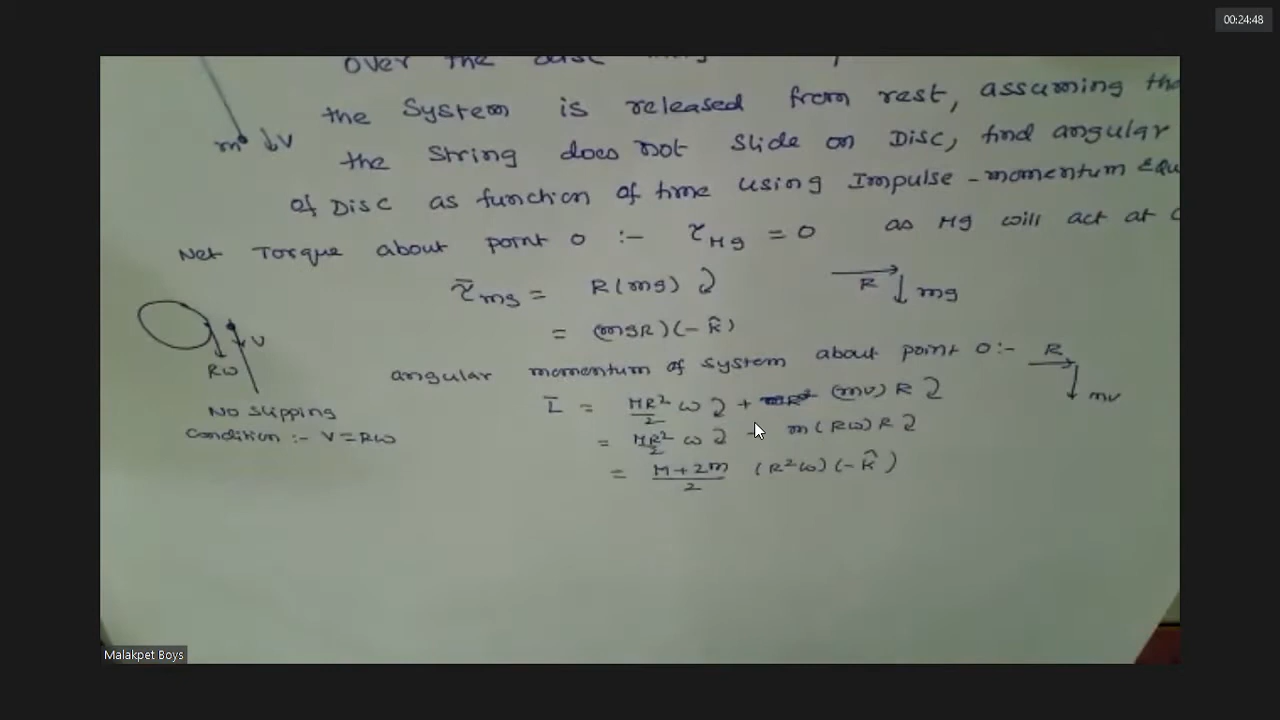 00:24:48
over the disc
the System is released from rest, assuming
m V the String does not slide on Disc, find angular
of Disc as function of time using Impulse - momentum
Net Torque about point O :- τMg = 0 as Mg will act at
τ̄mg = R(mg) ↻ R mg
= (mgR)(-k̂)
V
Rω
angular momentum of system about point O:- R
No slipping
L̄ = MR²/2 ω ↻ + (mv) R ↻ mv
condition :- V = Rω
= MR²/2 ω ↻ + m(Rω)R ↻
= M+2m/2 (R²ω)(-k̂)
Malakpet Boys